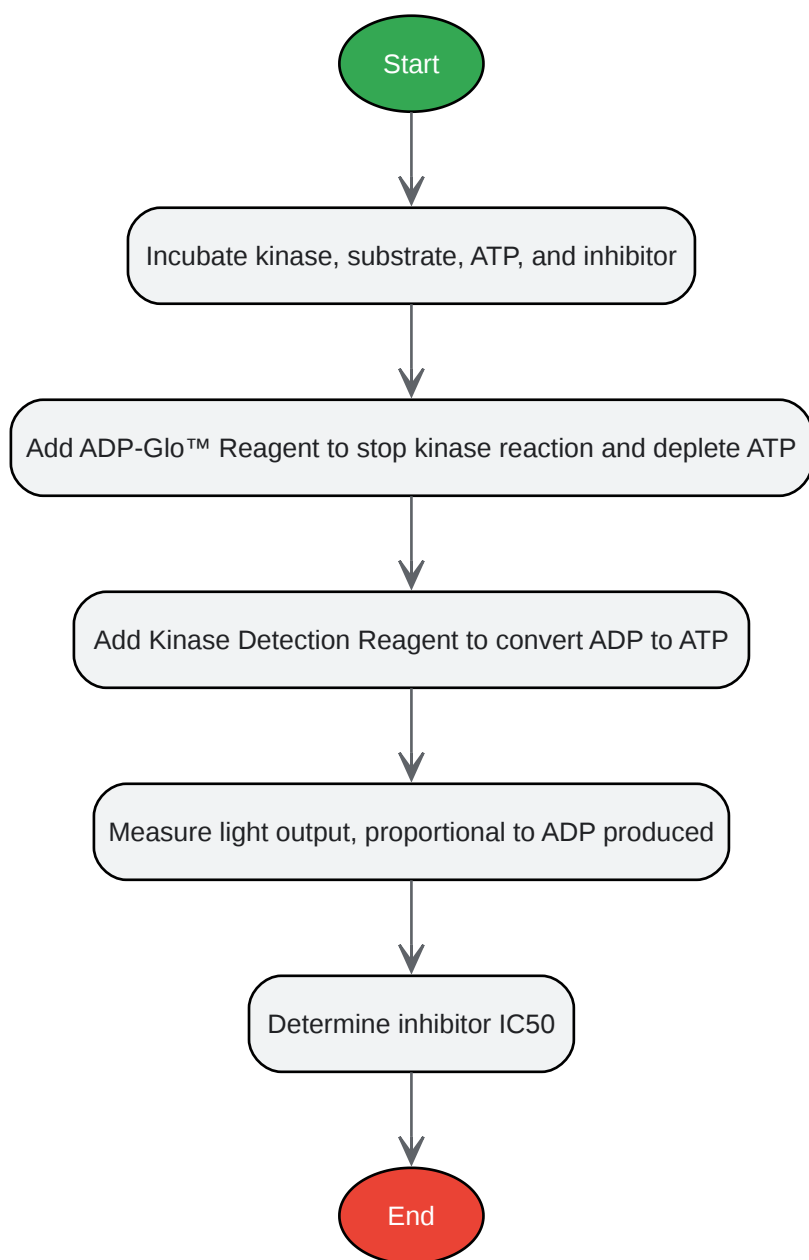 Start
Incubate kinase, substrate, ATP, and inhibitor
Add ADP-Glo™ Reagent to stop kinase reaction and deplete ATP
Add Kinase Detection Reagent to convert ADP to ATP
Measure light output, proportional to ADP produced
Determine inhibitor IC50
End